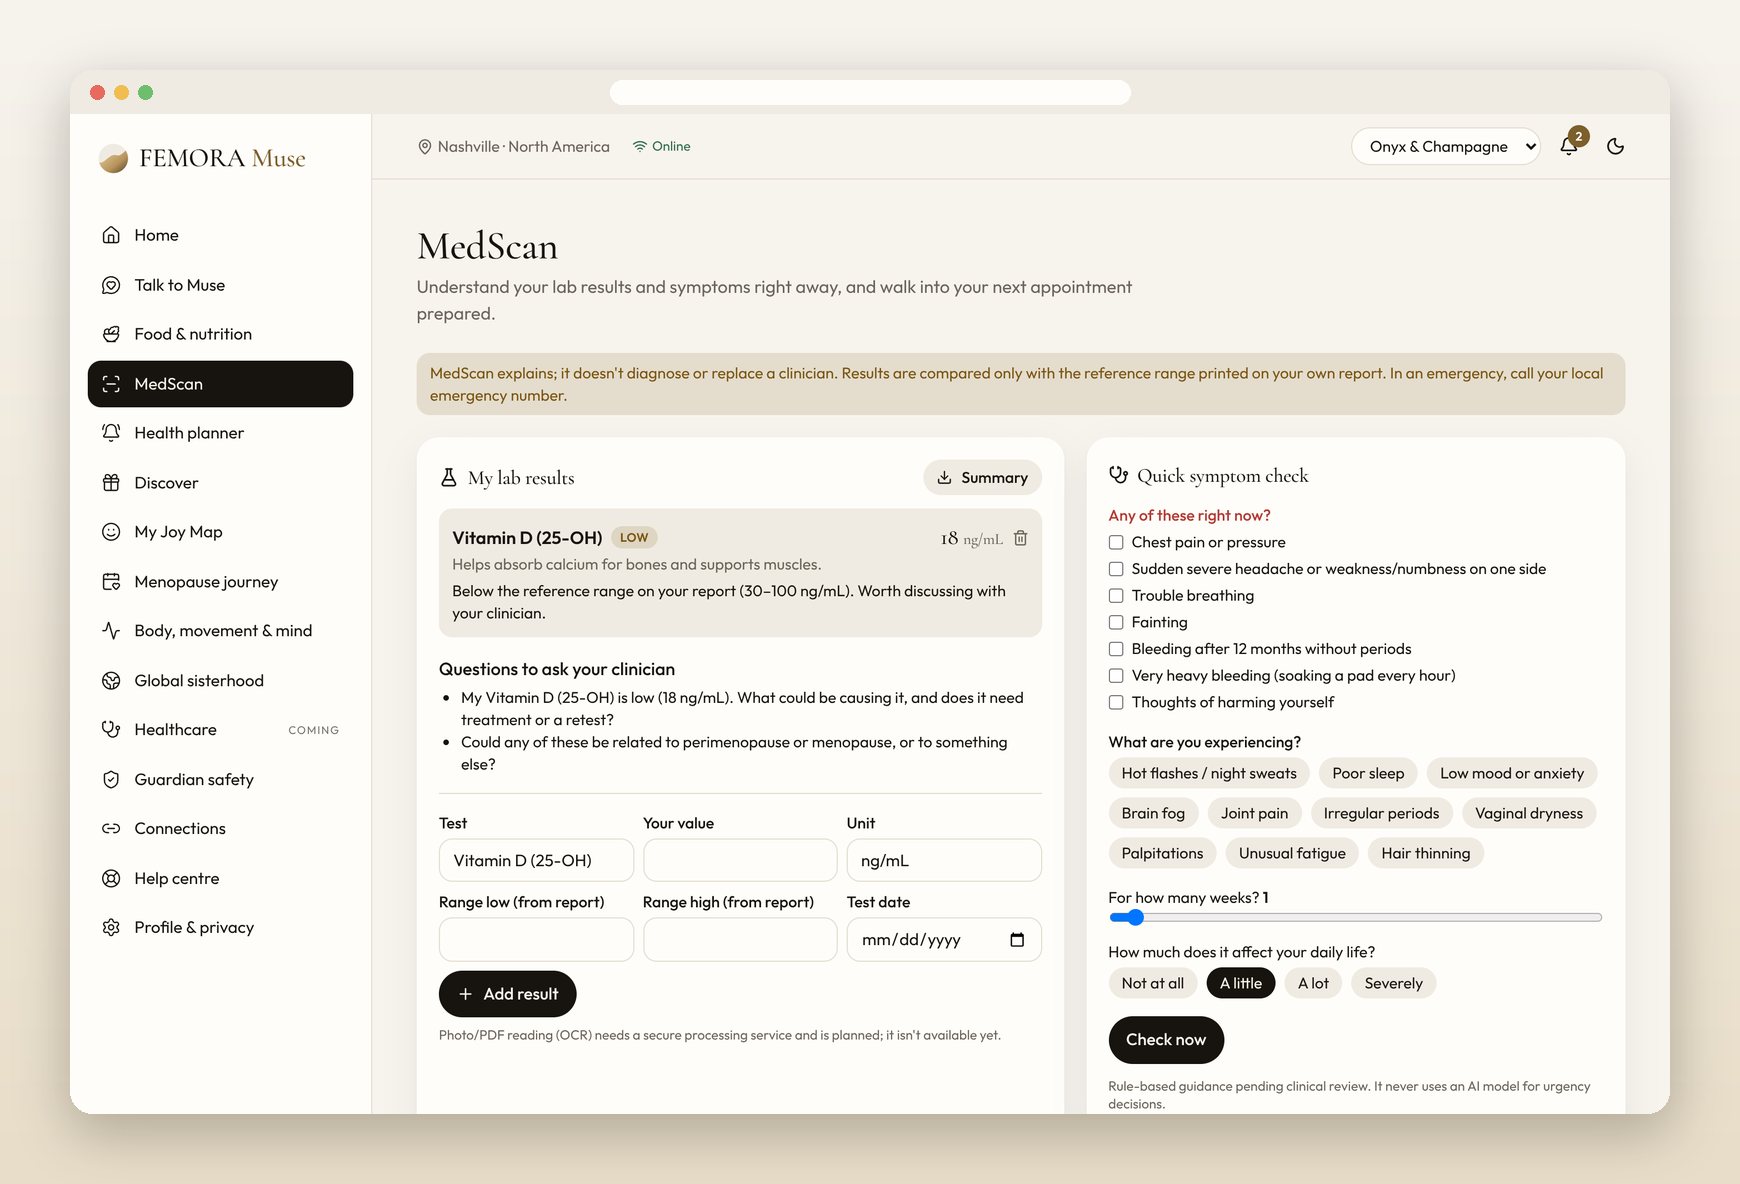 FEMORA Muse
Home
Talk to Muse
Food & nutrition
MedScan
Health planner
Discover
My Joy Map
Menopause journey
Body, movement & mind
Global sisterhood
Healthcare COMING
Guardian safety
Connections
Help centre
Profile & privacy
Nashville · North America
Online
Onyx & Champagne
2
MedScan
Understand your lab results and symptoms right away, and walk into your next appointment
prepared.
MedScan explains; it doesn't diagnose or replace a clinician. Results are compared only with the reference range printed on your own report. In an emergency, call your local
emergency number.
My lab results
Summary
Vitamin D (25-OH) LOW 18 ng/mL
Helps absorb calcium for bones and supports muscles.
Below the reference range on your report (30–100 ng/mL). Worth discussing with
your clinician.
Questions to ask your clinician
• My Vitamin D (25-OH) is low (18 ng/mL). What could be causing it, and does it need
treatment or a retest?
• Could any of these be related to perimenopause or menopause, or to something
else?
Test Your value Unit
Vitamin D (25-OH) ng/mL
Range low (from report) Range high (from report) Test date
mm/dd/yyyy
+ Add result
Photo/PDF reading (OCR) needs a secure processing service and is planned; it isn't available yet.
Quick symptom check
Any of these right now?
Chest pain or pressure
Sudden severe headache or weakness/numbness on one side
Trouble breathing
Fainting
Bleeding after 12 months without periods
Very heavy bleeding (soaking a pad every hour)
Thoughts of harming yourself
What are you experiencing?
Hot flashes / night sweats Poor sleep Low mood or anxiety
Brain fog Joint pain Irregular periods Vaginal dryness
Palpitations Unusual fatigue Hair thinning
For how many weeks? 1
How much does it affect your daily life?
Not at all A little A lot Severely
Check now
Rule-based guidance pending clinical review. It never uses an AI model for urgency
decisions.